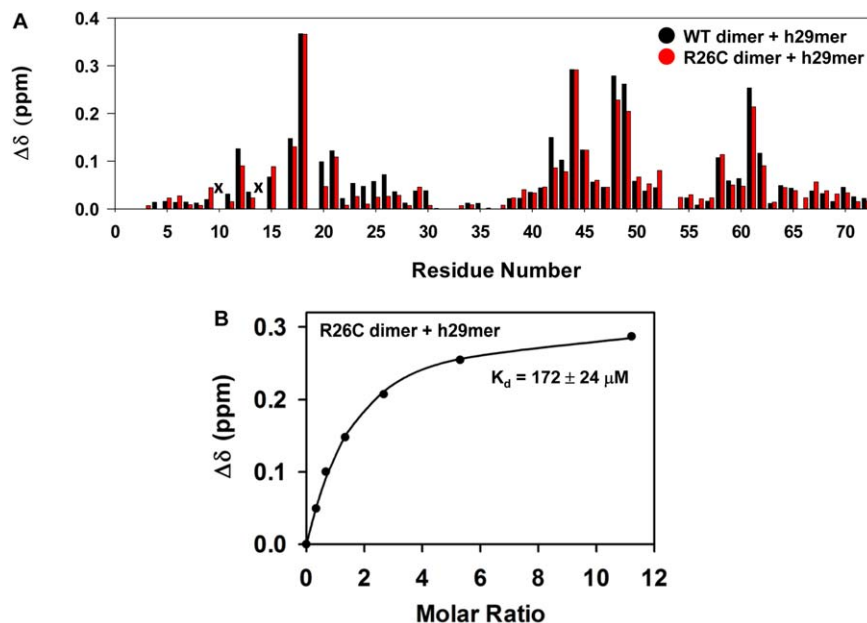 A
0.4
0.3
0.2
0.1
0.0
Δδ (ppm)
WT dimer + h29mer
R26C dimer + h29mer
x x
0 5 10 15 20 25 30 35 40 45 50 55 60 65 70
Residue Number
B
0.3
0.2
0.1
0.0
Δδ (ppm)
R26C dimer + h29mer
Kd = 172 ± 24 μM
0 2 4 6 8 10 12
Molar Ratio